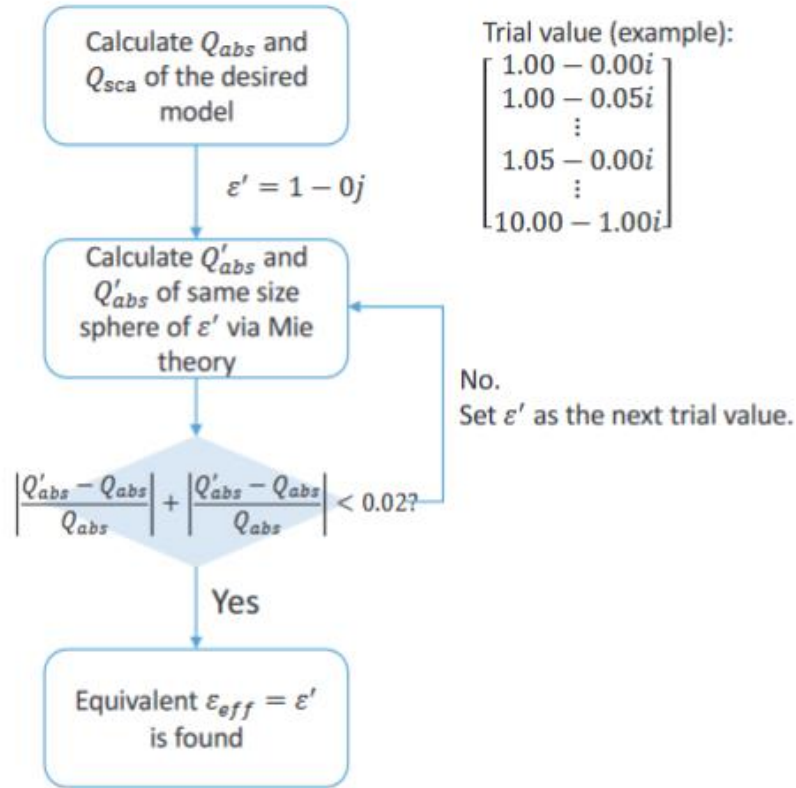 Calculate Q_abs and
Q_sca of the desired
model
Trial value (example):
[1.00 − 0.00i
1.00 − 0.05i
⋮
1.05 − 0.00i
⋮
10.00 − 1.00i]
ε′ = 1 − 0j
Calculate Q′_abs and
Q′_abs of same size
sphere of ε′ via Mie
theory
No.
Set ε′ as the next trial value.
|(Q′_abs − Q_abs)/Q_abs| + |(Q′_abs − Q_abs)/Q_abs| < 0.02?
Yes
Equivalent ε_eff = ε′
is found